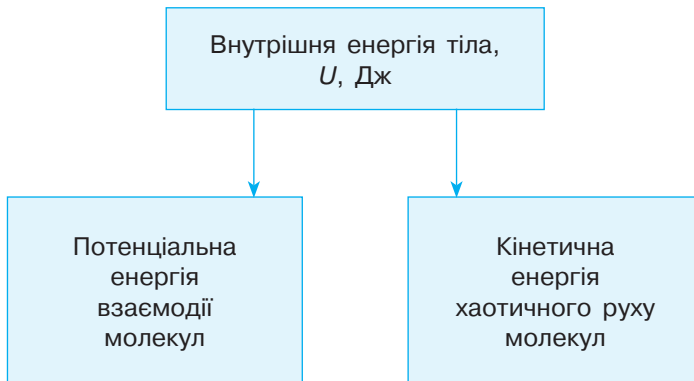 Внутрішня енергія тіла,
U, Дж
Потенціальна
енергія
взаємодії
молекул
Кінетична
енергія
хаотичного руху
молекул